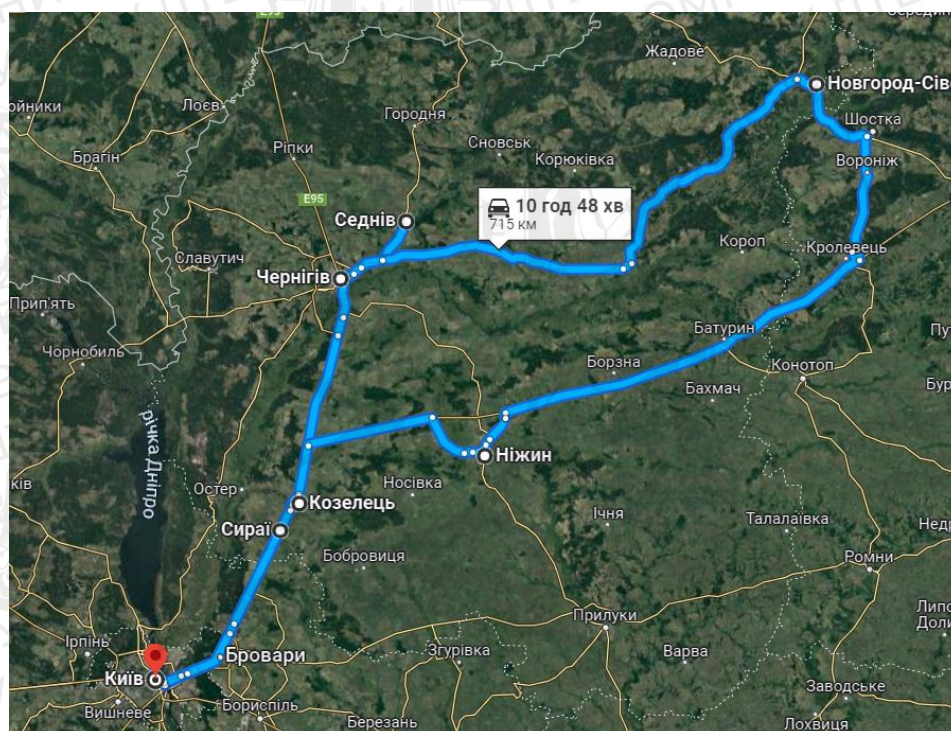 E95
Жадове
Новгород-Сіве
Лоєв
Городня
Шостка
Брагін
Ріпки
Сновськ
Корюківка
Вороніж
E95
Седнів
10 год 48 хв
715 км
Короп
Кролевець
Славутич
Чернігів
Прип'ять
Батурин
Чорнобиль
Борзна
Конотоп
Бахмач
річка Дніпро
Ніжин
Остер
Носівка
Козелець
Ічня
Талалаївка
Сираї
Бобровиця
Ромни
Прилуки
Ірпінь
Бровари
Згурівка
Варва
Київ
Заводське
Вишневе
Бориспіль
Березань
Лохвиця